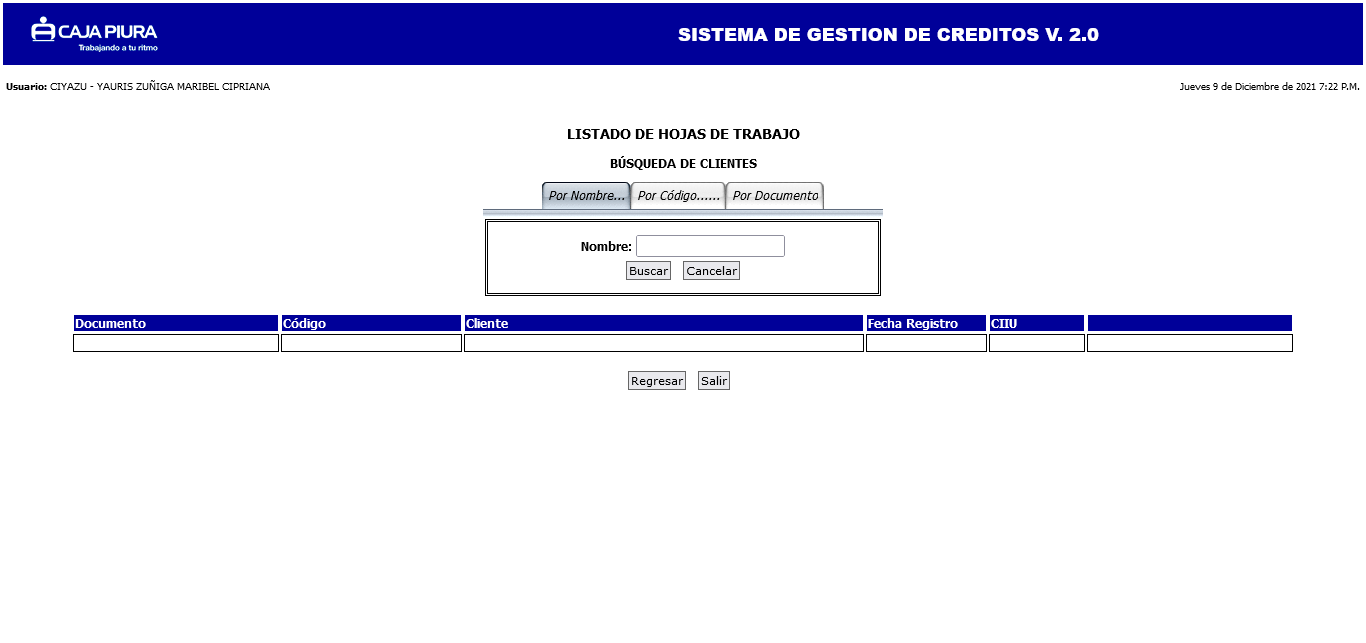 CAJA PIURA
Trabajando a tu ritmo
SISTEMA DE GESTION DE CREDITOS V. 2.0
Usuario: CIYAZU - YAURIS ZUÑIGA MARIBEL CIPRIANA
Jueves 9 de Diciembre de 2021 7:22 P.M.
LISTADO DE HOJAS DE TRABAJO
BÚSQUEDA DE CLIENTES
Por Nombre... Por Código...... Por Documento
Nombre:
Buscar Cancelar
Documento Código Cliente Fecha Registro CIIU
Regresar Salir